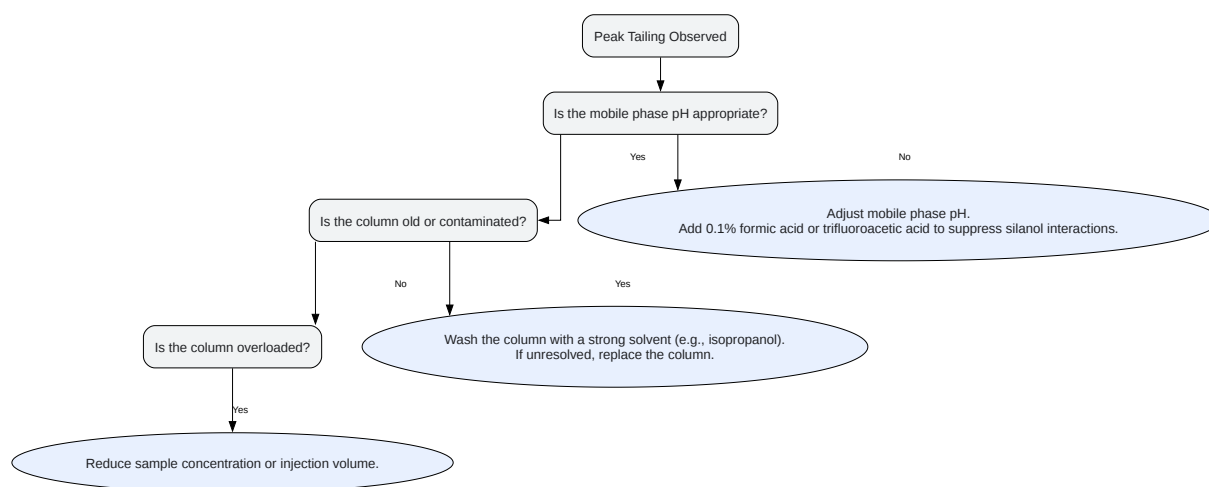 Peak Tailing Observed
Is the mobile phase pH appropriate?
Yes
No
Adjust mobile phase pH.
Add 0.1% formic acid or trifluoroacetic acid to suppress silanol interactions.
Is the column old or contaminated?
No
Yes
Wash the column with a strong solvent (e.g., isopropanol).
If unresolved, replace the column.
Is the column overloaded?
Yes
Reduce sample concentration or injection volume.